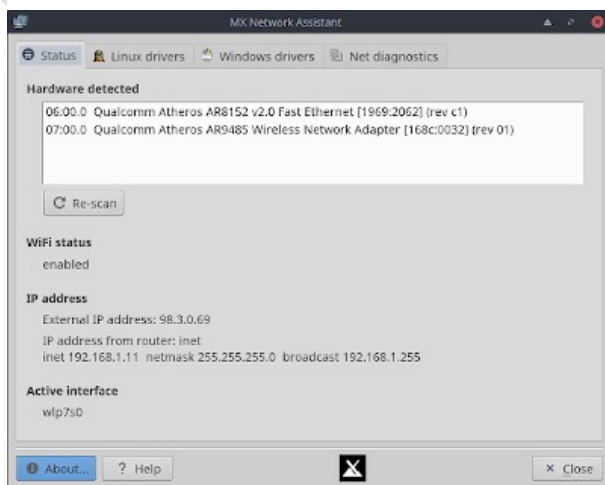 MX Network Assistant
Status Linux drivers Windows drivers Net diagnostics
Hardware detected
06:00.0 Qualcomm Atheros AR8152 v2.0 Fast Ethernet [1969:2062] (rev c1)
07:00.0 Qualcomm Atheros AR9485 Wireless Network Adapter [168c:0032] (rev 01)
Re-scan
WiFi status
enabled
IP address
External IP address: 98.3.0.69
IP address from router: inet
inet 192.168.1.11 netmask 255.255.255.0 broadcast 192.168.1.255
Active interface
wlp7s0
About... ? Help Close